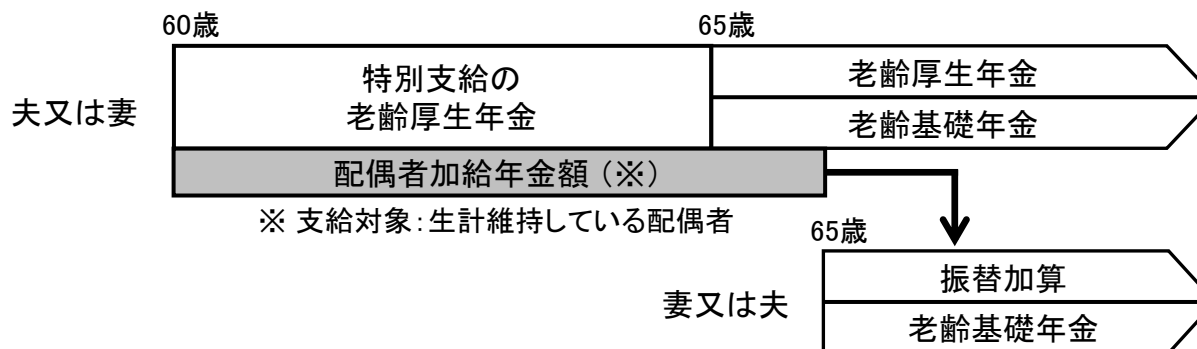 60歳
65歳
特別支給の
老齢厚生年金
老齢厚生年金
夫又は妻
老齢基礎年金
配偶者加給年金額（※）
※ 支給対象：生計維持している配偶者
65歳
振替加算
妻又は夫
老齢基礎年金